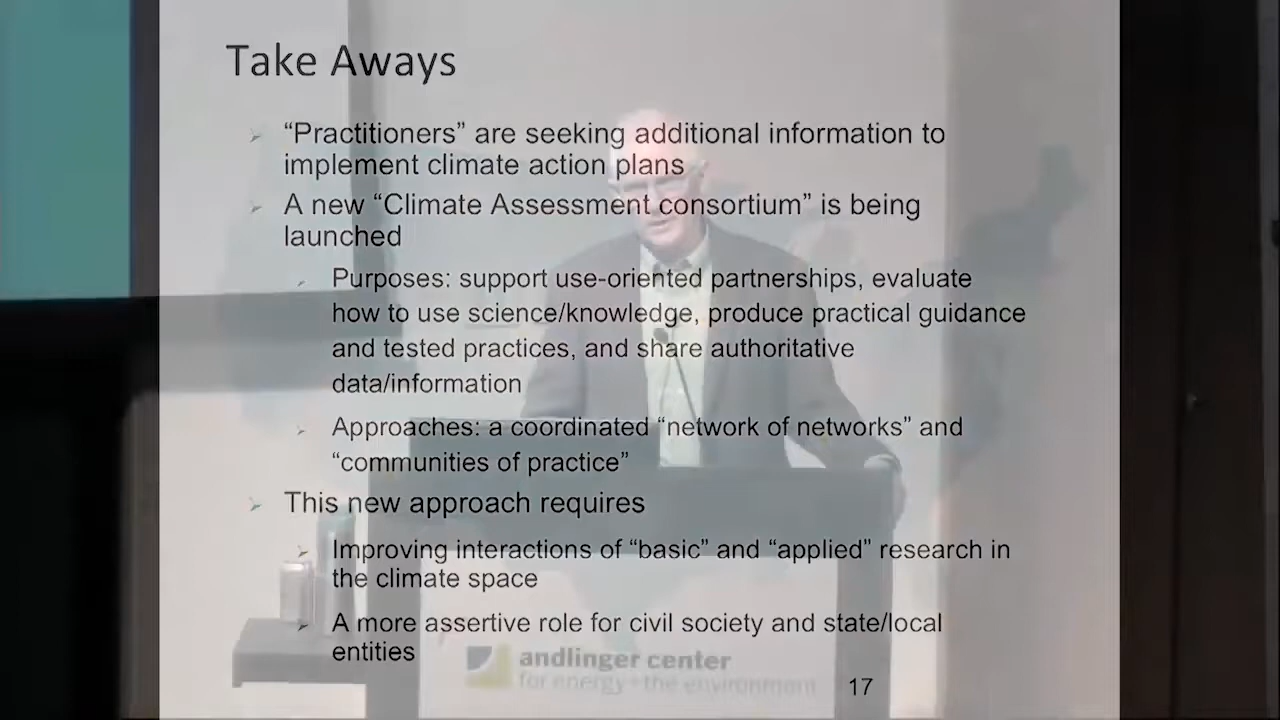 Take Aways
“Practitioners” are seeking additional information to
implement climate action plans
A new “Climate Assessment consortium” is being
launched
Purposes: support use-oriented partnerships, evaluate
how to use science/knowledge, produce practical guidance
and tested practices, and share authoritative
data/information
Approaches: a coordinated “network of networks” and
“communities of practice”
This new approach requires
Improving interactions of “basic” and “applied” research in
the climate space
A more assertive role for civil society and state/local
entities
andlinger center
for energy+the environment
17